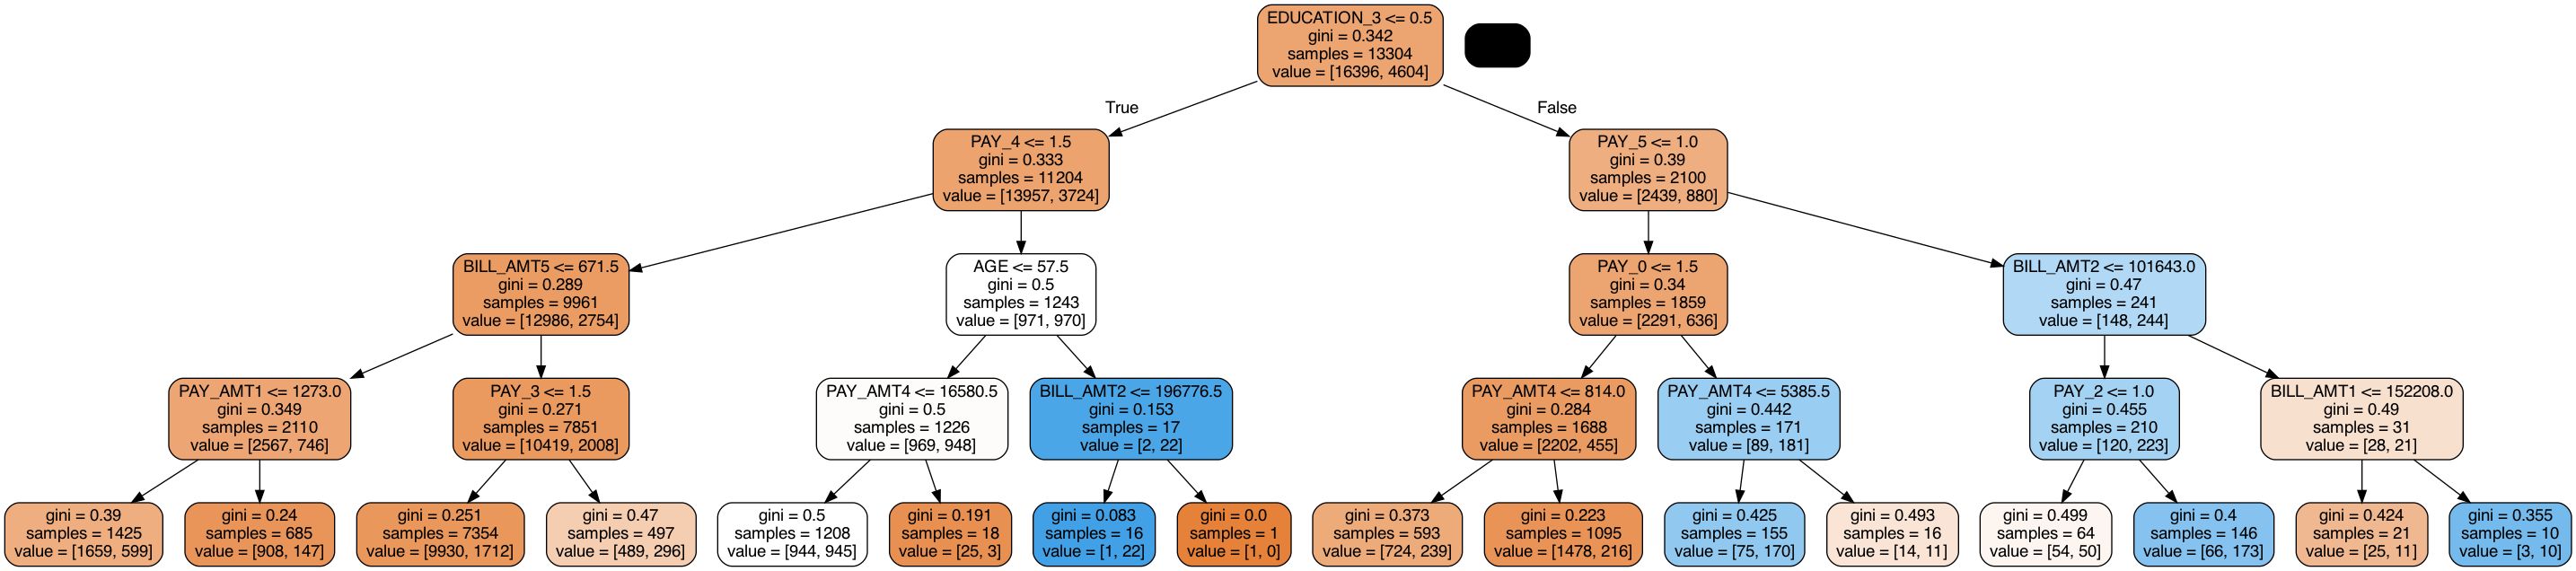 EDUCATION_3 <= 0.5
gini = 0.342
samples = 13304
value = [16396, 4604]
True
False
PAY_4 <= 1.5
gini = 0.333
samples = 11204
value = [13957, 3724]
PAY_5 <= 1.0
gini = 0.39
samples = 2100
value = [2439, 880]
BILL_AMT5 <= 671.5
gini = 0.289
samples = 9961
value = [12986, 2754]
AGE <= 57.5
gini = 0.5
samples = 1243
value = [971, 970]
PAY_0 <= 1.5
gini = 0.34
samples = 1859
value = [2291, 636]
BILL_AMT2 <= 101643.0
gini = 0.47
samples = 241
value = [148, 244]
PAY_AMT1 <= 1273.0
gini = 0.349
samples = 2110
value = [2567, 746]
PAY_3 <= 1.5
gini = 0.271
samples = 7851
value = [10419, 2008]
PAY_AMT4 <= 16580.5
gini = 0.5
samples = 1226
value = [969, 948]
BILL_AMT2 <= 196776.5
gini = 0.153
samples = 17
value = [2, 22]
PAY_AMT4 <= 814.0
gini = 0.284
samples = 1688
value = [2202, 455]
PAY_AMT4 <= 5385.5
gini = 0.442
samples = 171
value = [89, 181]
PAY_2 <= 1.0
gini = 0.455
samples = 210
value = [120, 223]
BILL_AMT1 <= 152208.0
gini = 0.49
samples = 31
value = [28, 21]
gini = 0.39
samples = 1425
value = [1659, 599]
gini = 0.24
samples = 685
value = [908, 147]
gini = 0.251
samples = 7354
value = [9930, 1712]
gini = 0.47
samples = 497
value = [489, 296]
gini = 0.5
samples = 1208
value = [944, 945]
gini = 0.191
samples = 18
value = [25, 3]
gini = 0.083
samples = 16
value = [1, 22]
gini = 0.0
samples = 1
value = [1, 0]
gini = 0.373
samples = 593
value = [724, 239]
gini = 0.223
samples = 1095
value = [1478, 216]
gini = 0.425
samples = 155
value = [75, 170]
gini = 0.493
samples = 16
value = [14, 11]
gini = 0.499
samples = 64
value = [54, 50]
gini = 0.4
samples = 146
value = [66, 173]
gini = 0.424
samples = 21
value = [25, 11]
gini = 0.355
samples = 10
value = [3, 10]